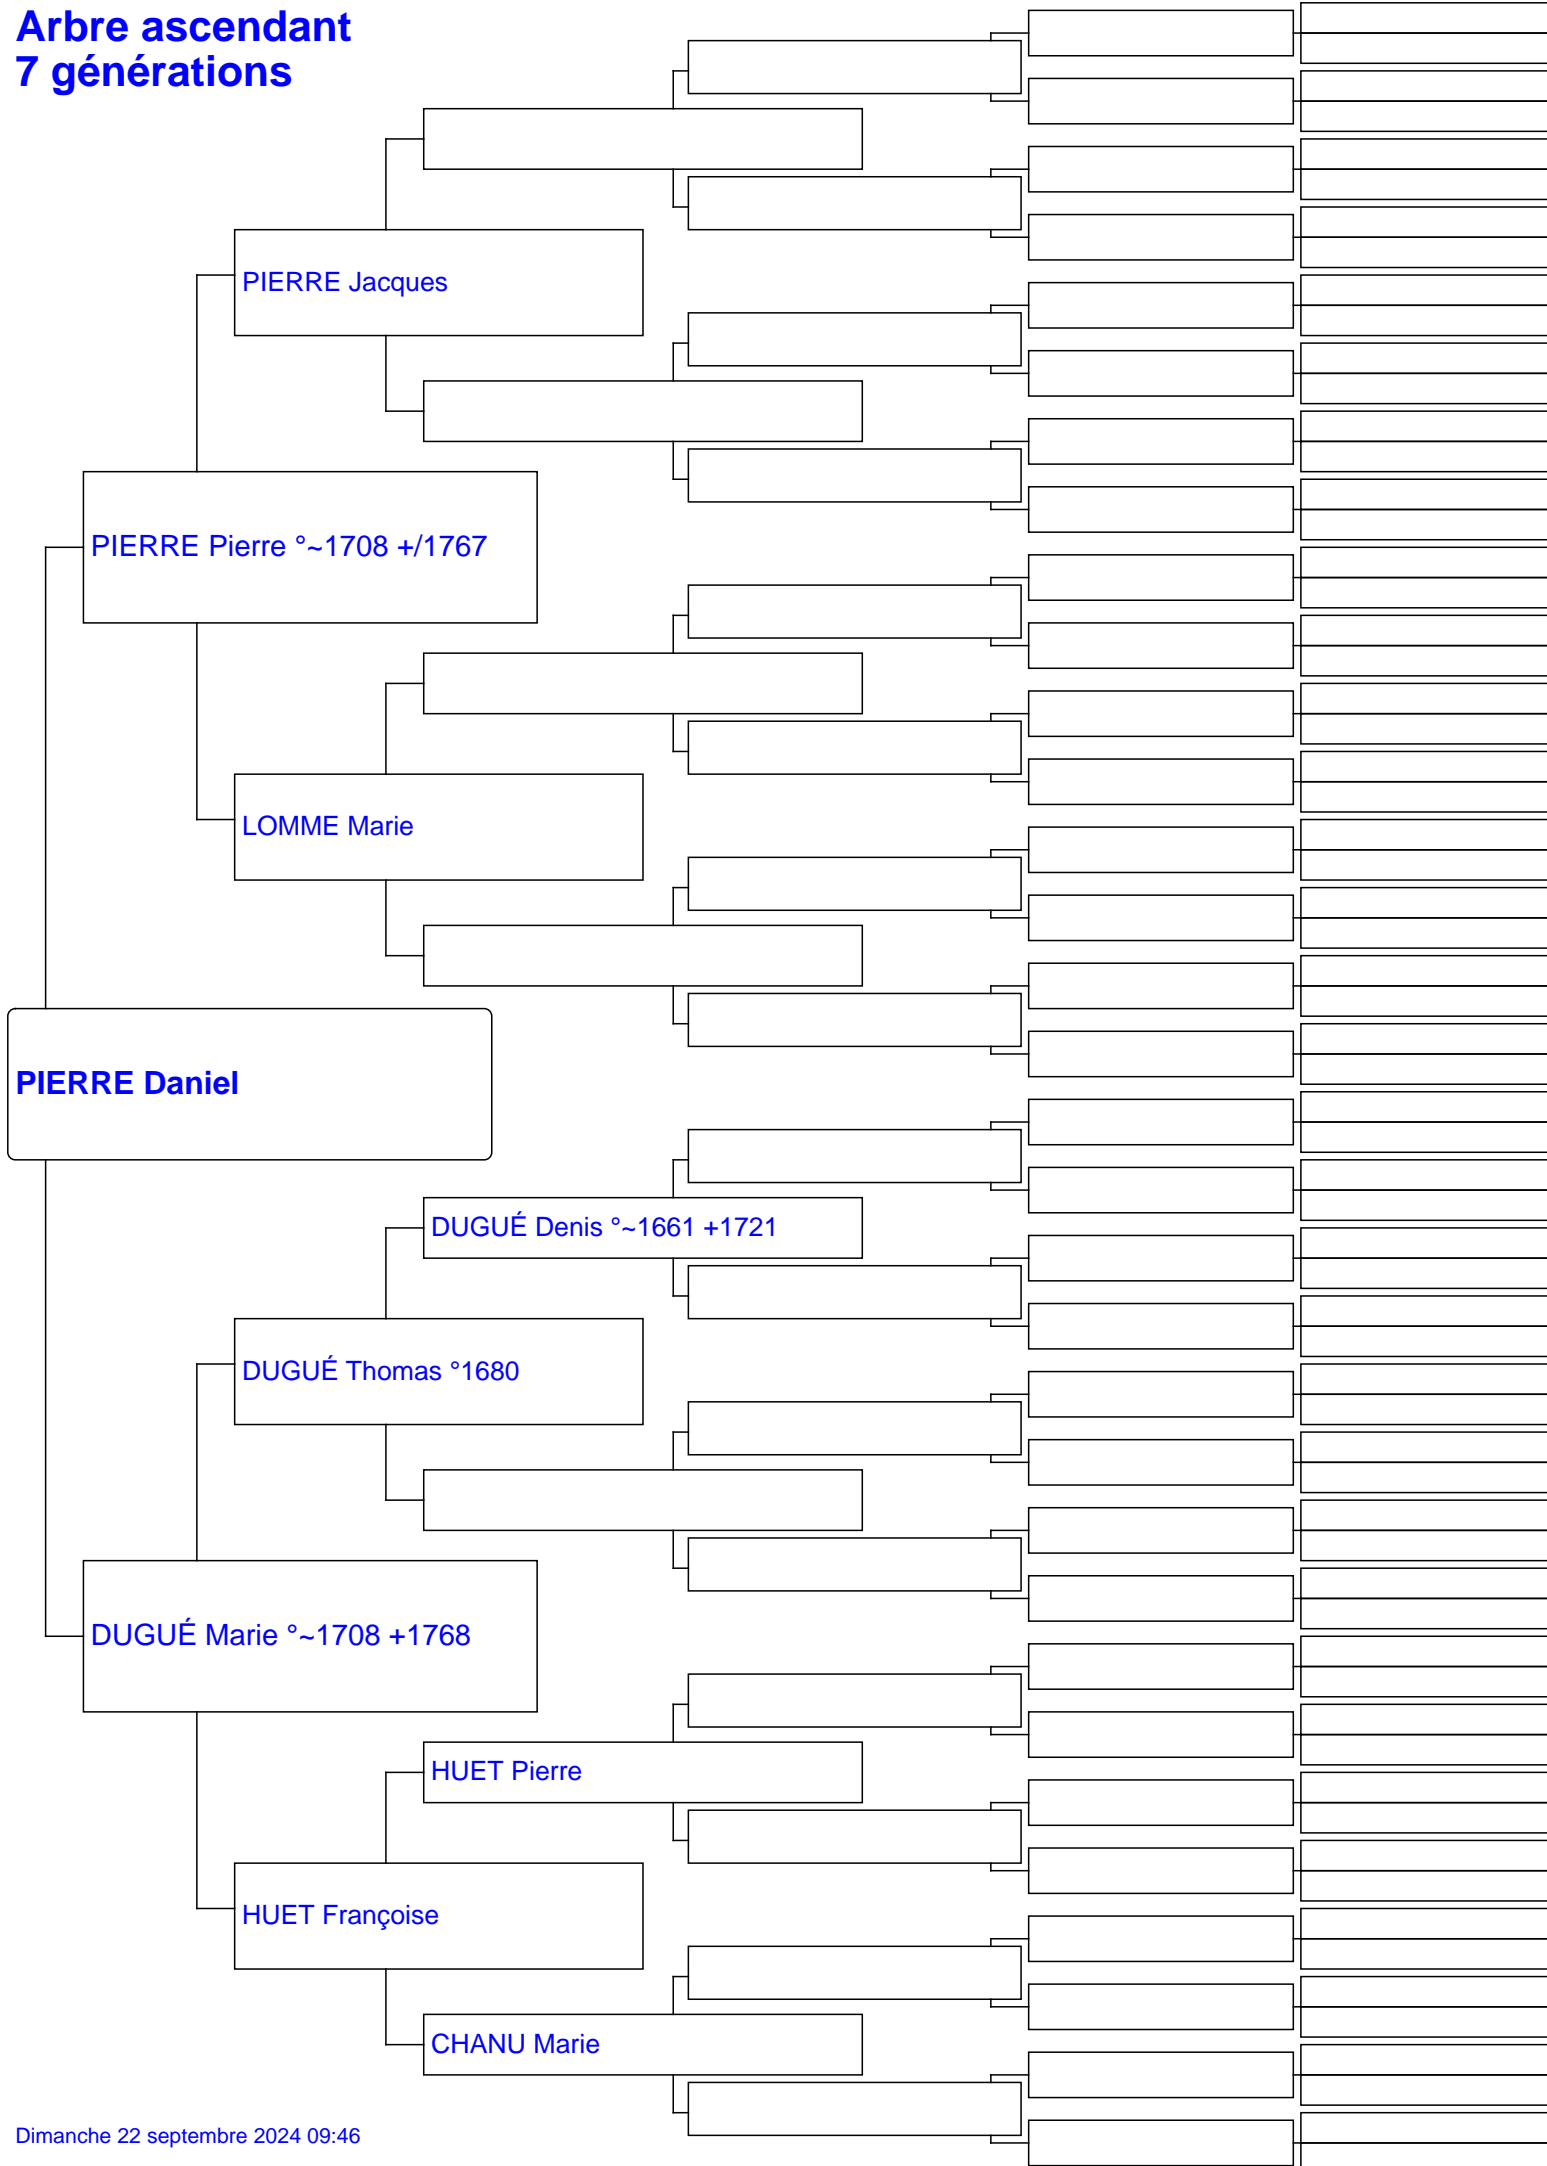 Arbre ascendant
7 générations
PIERRE Jacques
PIERRE Pierre °~1708 +/1767
LOMME Marie
PIERRE Daniel
DUGUÉ Denis °~1661 +1721
DUGUÉ Thomas °1680
DUGUÉ Marie °~1708 +1768
HUET Pierre
HUET Françoise
CHANU Marie
Dimanche 22 septembre 2024 09:46